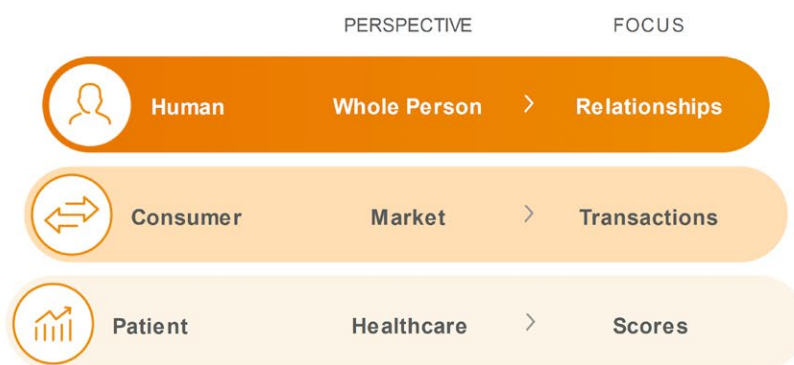 PERSPECTIVE FOCUS
Human Whole Person > Relationships
Consumer Market > Transactions
Patient Healthcare > Scores